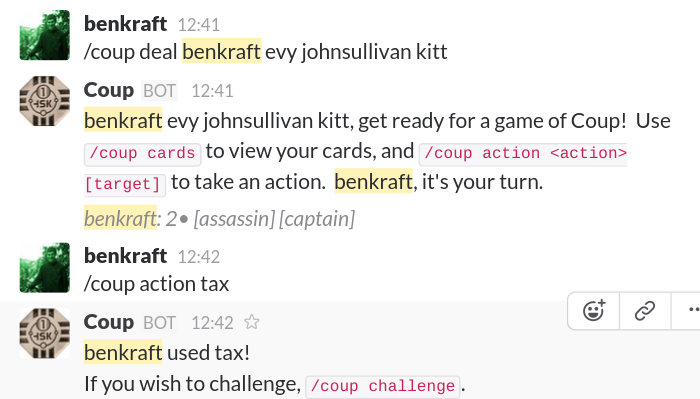 benkraft 12:41
/coup deal benkraft evy johnsullivan kitt
Coup BOT 12:41
benkraft evy johnsullivan kitt, get ready for a game of Coup! Use
/coup cards to view your cards, and /coup action <action>
[target] to take an action. benkraft, it's your turn.
benkraft: 2• [assassin] [captain]
benkraft 12:42
/coup action tax
Coup BOT 12:42
benkraft used tax!
If you wish to challenge, /coup challenge.